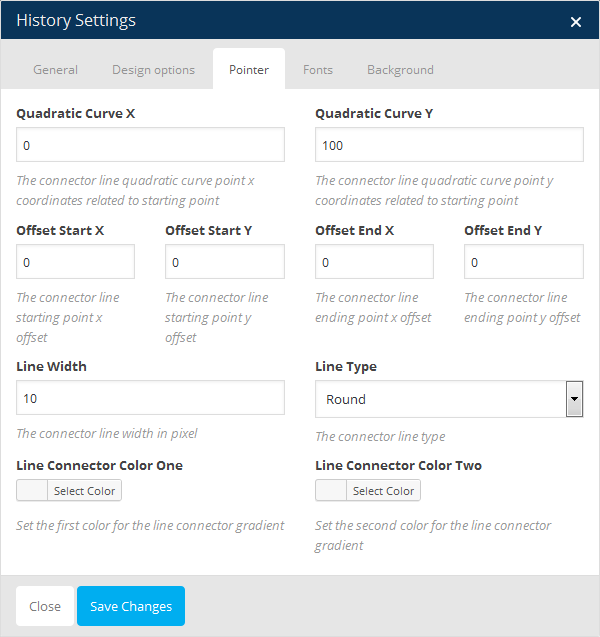 History Settings
General Design options Pointer Fonts Background
Quadratic Curve X
0
The connector line quadratic curve point x
coordinates related to starting point
Quadratic Curve Y
100
The connector line quadratic curve point y
coordinates related to starting point
Offset Start X
0
The connector line
starting point x
offset
Offset Start Y
0
The connector line
starting point y
offset
Offset End X
0
The connector line
ending point x offset
Offset End Y
0
The connector line
ending point y offset
Line Width
10
The connector line width in pixel
Line Type
Round
The connector line type
Line Connector Color One
Select Color
Set the first color for the line connector gradient
Line Connector Color Two
Select Color
Set the second color for the line connector
gradient
Close Save Changes